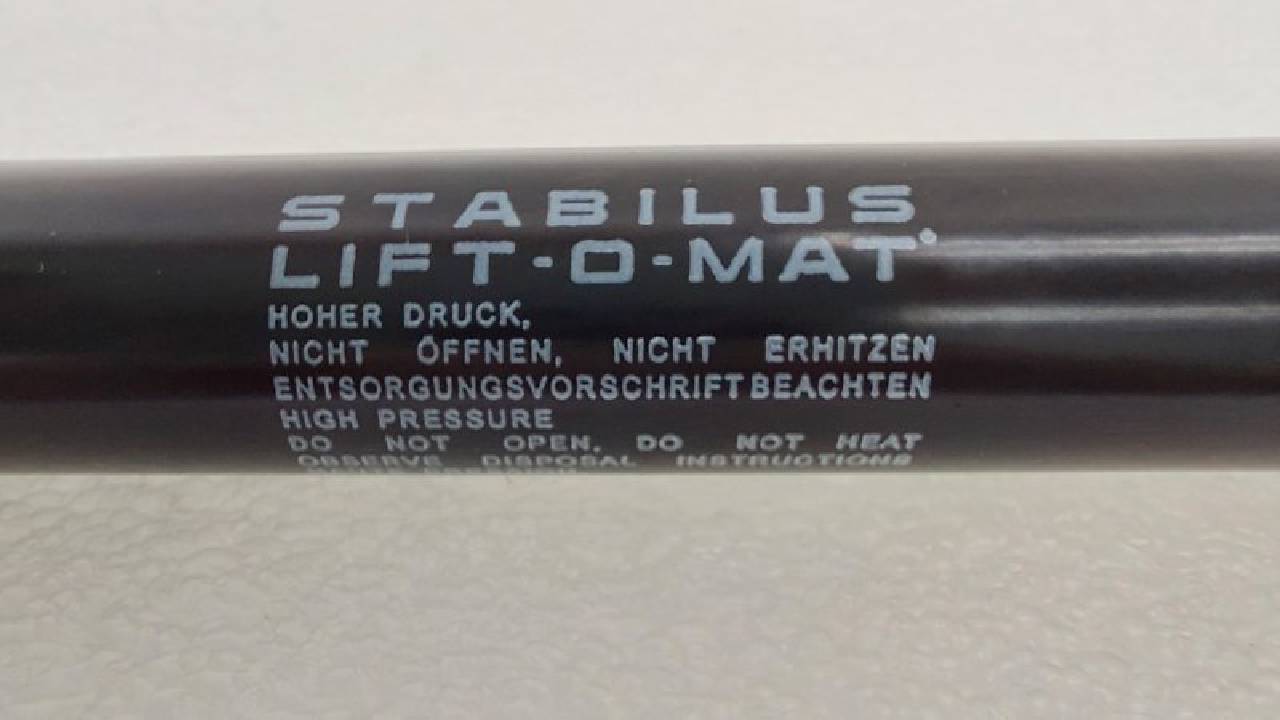 STABILUS
LIFT-O-MAT®
HOHER DRUCK,
NICHT ÖFFNEN, NICHT ERHITZEN
ENTSORGUNGSVORSCHRIFT BEACHTEN
HIGH PRESSURE
DO NOT OPEN. DO NOT HEAT
OBSERVE DISPOSAL INSTRUCTIONS